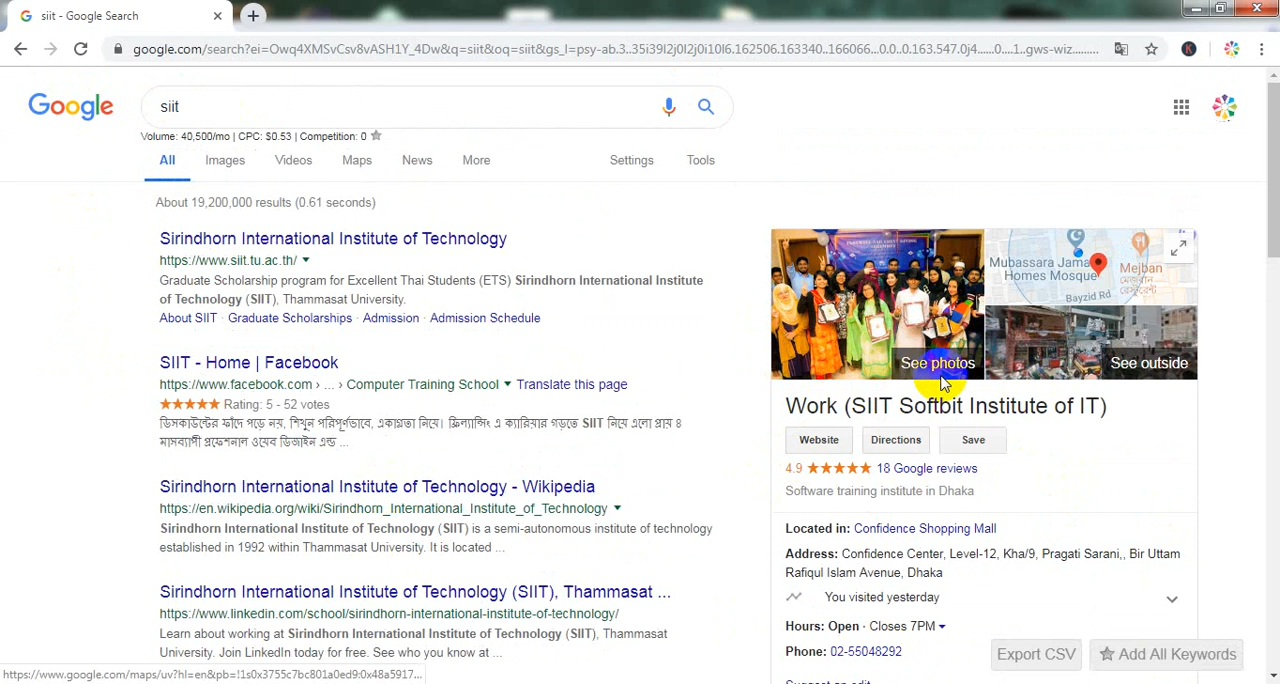 siit - Google Search
google.com/search?ei=Owq4XMSvCsv8vASH1Y_4Dw&q=siit&oq=siit&gs_l=psy-ab.3..35i39l2j0l2j0i10l6.162506.163340..166066...0.0..0.163.547.0j4......0....1..gws-wiz.........
Google
siit
Volume: 40,500/mo | CPC: $0.53 | Competition: 0
All Images Videos Maps News More Settings Tools
About 19,200,000 results (0.61 seconds)
Sirindhorn International Institute of Technology
https://www.siit.tu.ac.th/
Graduate Scholarship program for Excellent Thai Students (ETS) Sirindhorn International Institute
of Technology (SIIT), Thammasat University.
About SIIT · Graduate Scholarships · Admission · Admission Schedule
SIIT - Home | Facebook
https://www.facebook.com › ... › Computer Training School Translate this page
Rating: 5 - 52 votes
ডিসকাউন্টের ফাঁদে পড়ে নয়, শিখুন পরিপূর্ণভাবে, একাগ্রতা নিয়ে। ফ্রিল্যান্সিং এ ক্যারিয়ার গড়তে SIIT নিয়ে এলো প্রায় ৪
মাসব্যাপী প্রফেশনাল ওয়েব ডিজাইন এন্ড ...
Sirindhorn International Institute of Technology - Wikipedia
https://en.wikipedia.org/wiki/Sirindhorn_International_Institute_of_Technology
Sirindhorn International Institute of Technology (SIIT) is a semi-autonomous institute of technology
established in 1992 within Thammasat University. It is located ...
Sirindhorn International Institute of Technology (SIIT), Thammasat ...
https://www.linkedin.com/school/sirindhorn-international-institute-of-technology/
Learn about working at Sirindhorn International Institute of Technology (SIIT), Thammasat
University. Join LinkedIn today for free. See who you know at ...
Mubassara Jama
Homes Mosque
Mejban
Bayzid Rd
See photos
See outside
Work (SIIT Softbit Institute of IT)
Website Directions Save
4.9 18 Google reviews
Software training institute in Dhaka
Located in: Confidence Shopping Mall
Address: Confidence Center, Level-12, Kha/9, Pragati Sarani,, Bir Uttam
Rafiqul Islam Avenue, Dhaka
You visited yesterday
Hours: Open · Closes 7PM
Phone: 02-55048292
Suggest an edit
Export CSV Add All Keywords
https://www.google.com/maps/uv?hl=en&pb=!1s0x3755c7bc801a0ed9:0x48a5917...